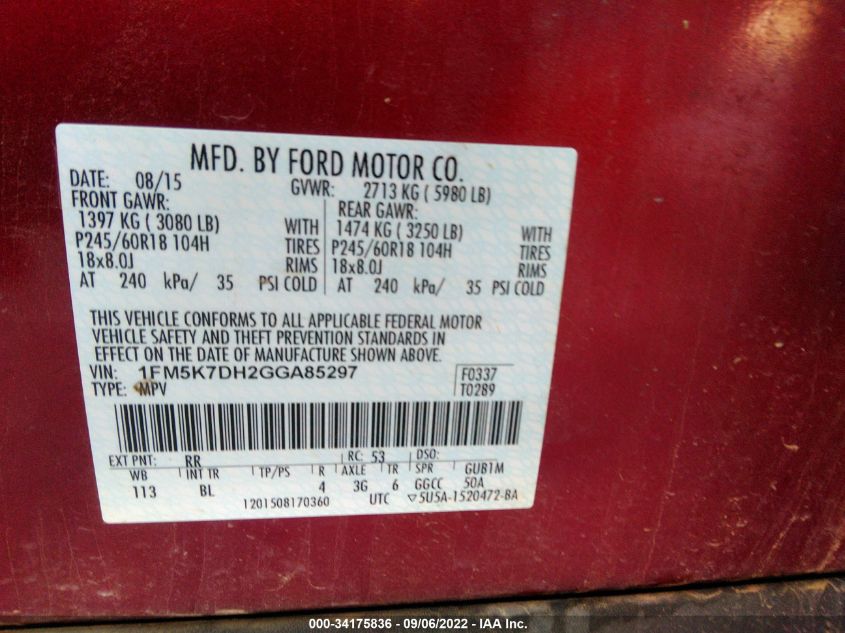 MFD. BY FORD MOTOR CO.
DATE: 08/15 GVWR: 2713 KG ( 5980 LB)
FRONT GAWR: REAR GAWR:
1397 KG ( 3080 LB) WITH 1474 KG ( 3250 LB) WITH
P245/60R18 104H TIRES P245/60R18 104H TIRES
18x8.0J RIMS 18x8.0J RIMS
AT 240 kPa/ 35 PSI COLD AT 240 kPa/ 35 PSI COLD
THIS VEHICLE CONFORMS TO ALL APPLICABLE FEDERAL MOTOR
VEHICLE SAFETY AND THEFT PREVENTION STANDARDS IN
EFFECT ON THE DATE OF MANUFACTURE SHOWN ABOVE.
VIN: 1FM5K7DH2GGA85297 F0337
TYPE: MPV T0289
EXT PNT: RR RC: 53 DSO:
WB INT TR TP/PS R AXLE TR SPR GUB1M
113 BL 4 3G 6 GGCC 50A
1201508170360 UTC ▽5U5A-1520472-BA
000-34175836 - 09/06/2022 - IAA Inc.